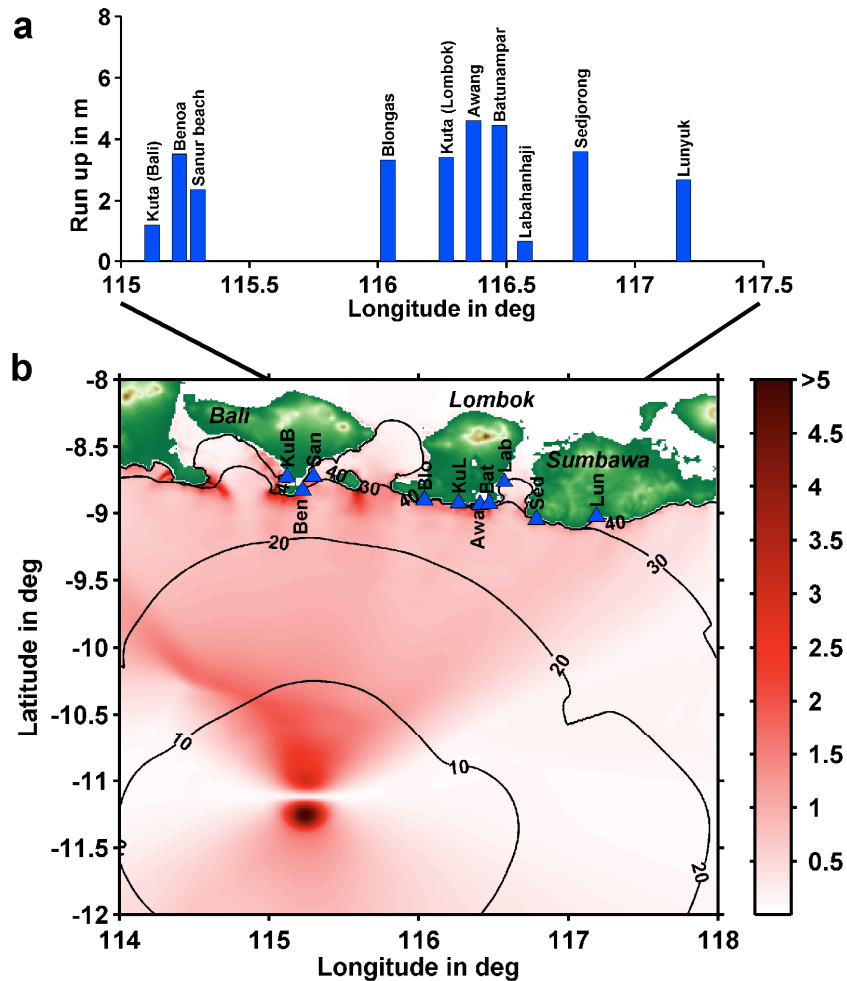 a
8
6
4
2
0
Run up in m
Kuta (Bali)
Benoa
Sanur beach
Blongas
Kuta (Lombok)
Awang
Batunampar
Labahanhaji
Sedjorong
Lunyuk
115
115.5
116
116.5
117
117.5
Longitude in deg
b
-8
-8.5
-9
-9.5
-10
-10.5
-11
-11.5
-12
Latitude in deg
Bali
Lombok
Sumbawa
KuB
San
Ben
Blo
KuL
Awa
Bat
Lab
Sed
Lun
40
30
40
40
30
20
20
10
10
20
114
115
116
117
118
Longitude in deg
>5
4.5
4
3.5
3
2.5
2
1.5
1
0.5